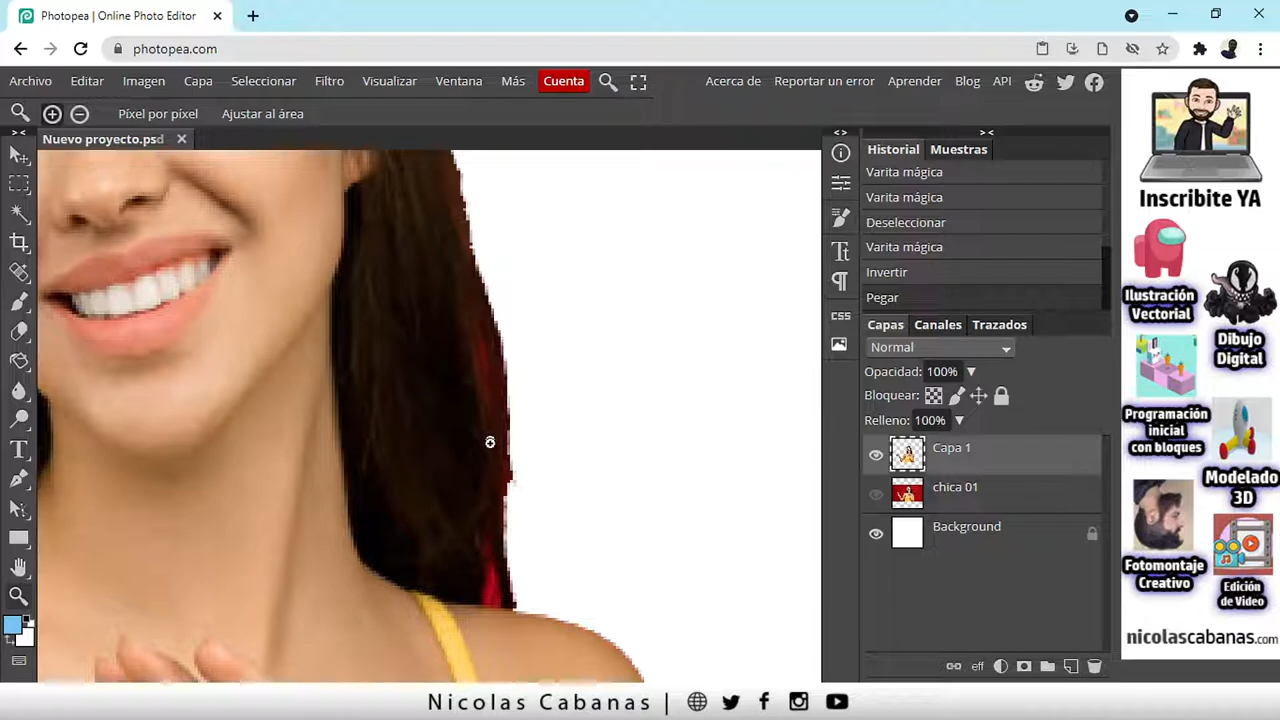 Photopea | Online Photo Editor
photopea.com
Archivo Editar Imagen Capa Seleccionar Filtro Visualizar Ventana Más Cuenta Acerca de Reportar un error Aprender Blog API
Píxel por píxel Ajustar al área
Nuevo proyecto.psd
Historial Muestras
Varita mágica
Varita mágica
Deseleccionar
Varita mágica
Invertir
Pegar
CSS
Capas Canales Trazados
Normal
Opacidad: 100%
Bloquear:
Relleno: 100%
Capa 1
chica 01
Background
eff
Inscribite YA
Ilustración
Vectorial
Dibujo
Digital
Programación
inicial
con bloques
Modelado
3D
Fotomontaje
Creativo
Edición
de Video
nicolascabanas.com
Nicolas Cabanas |